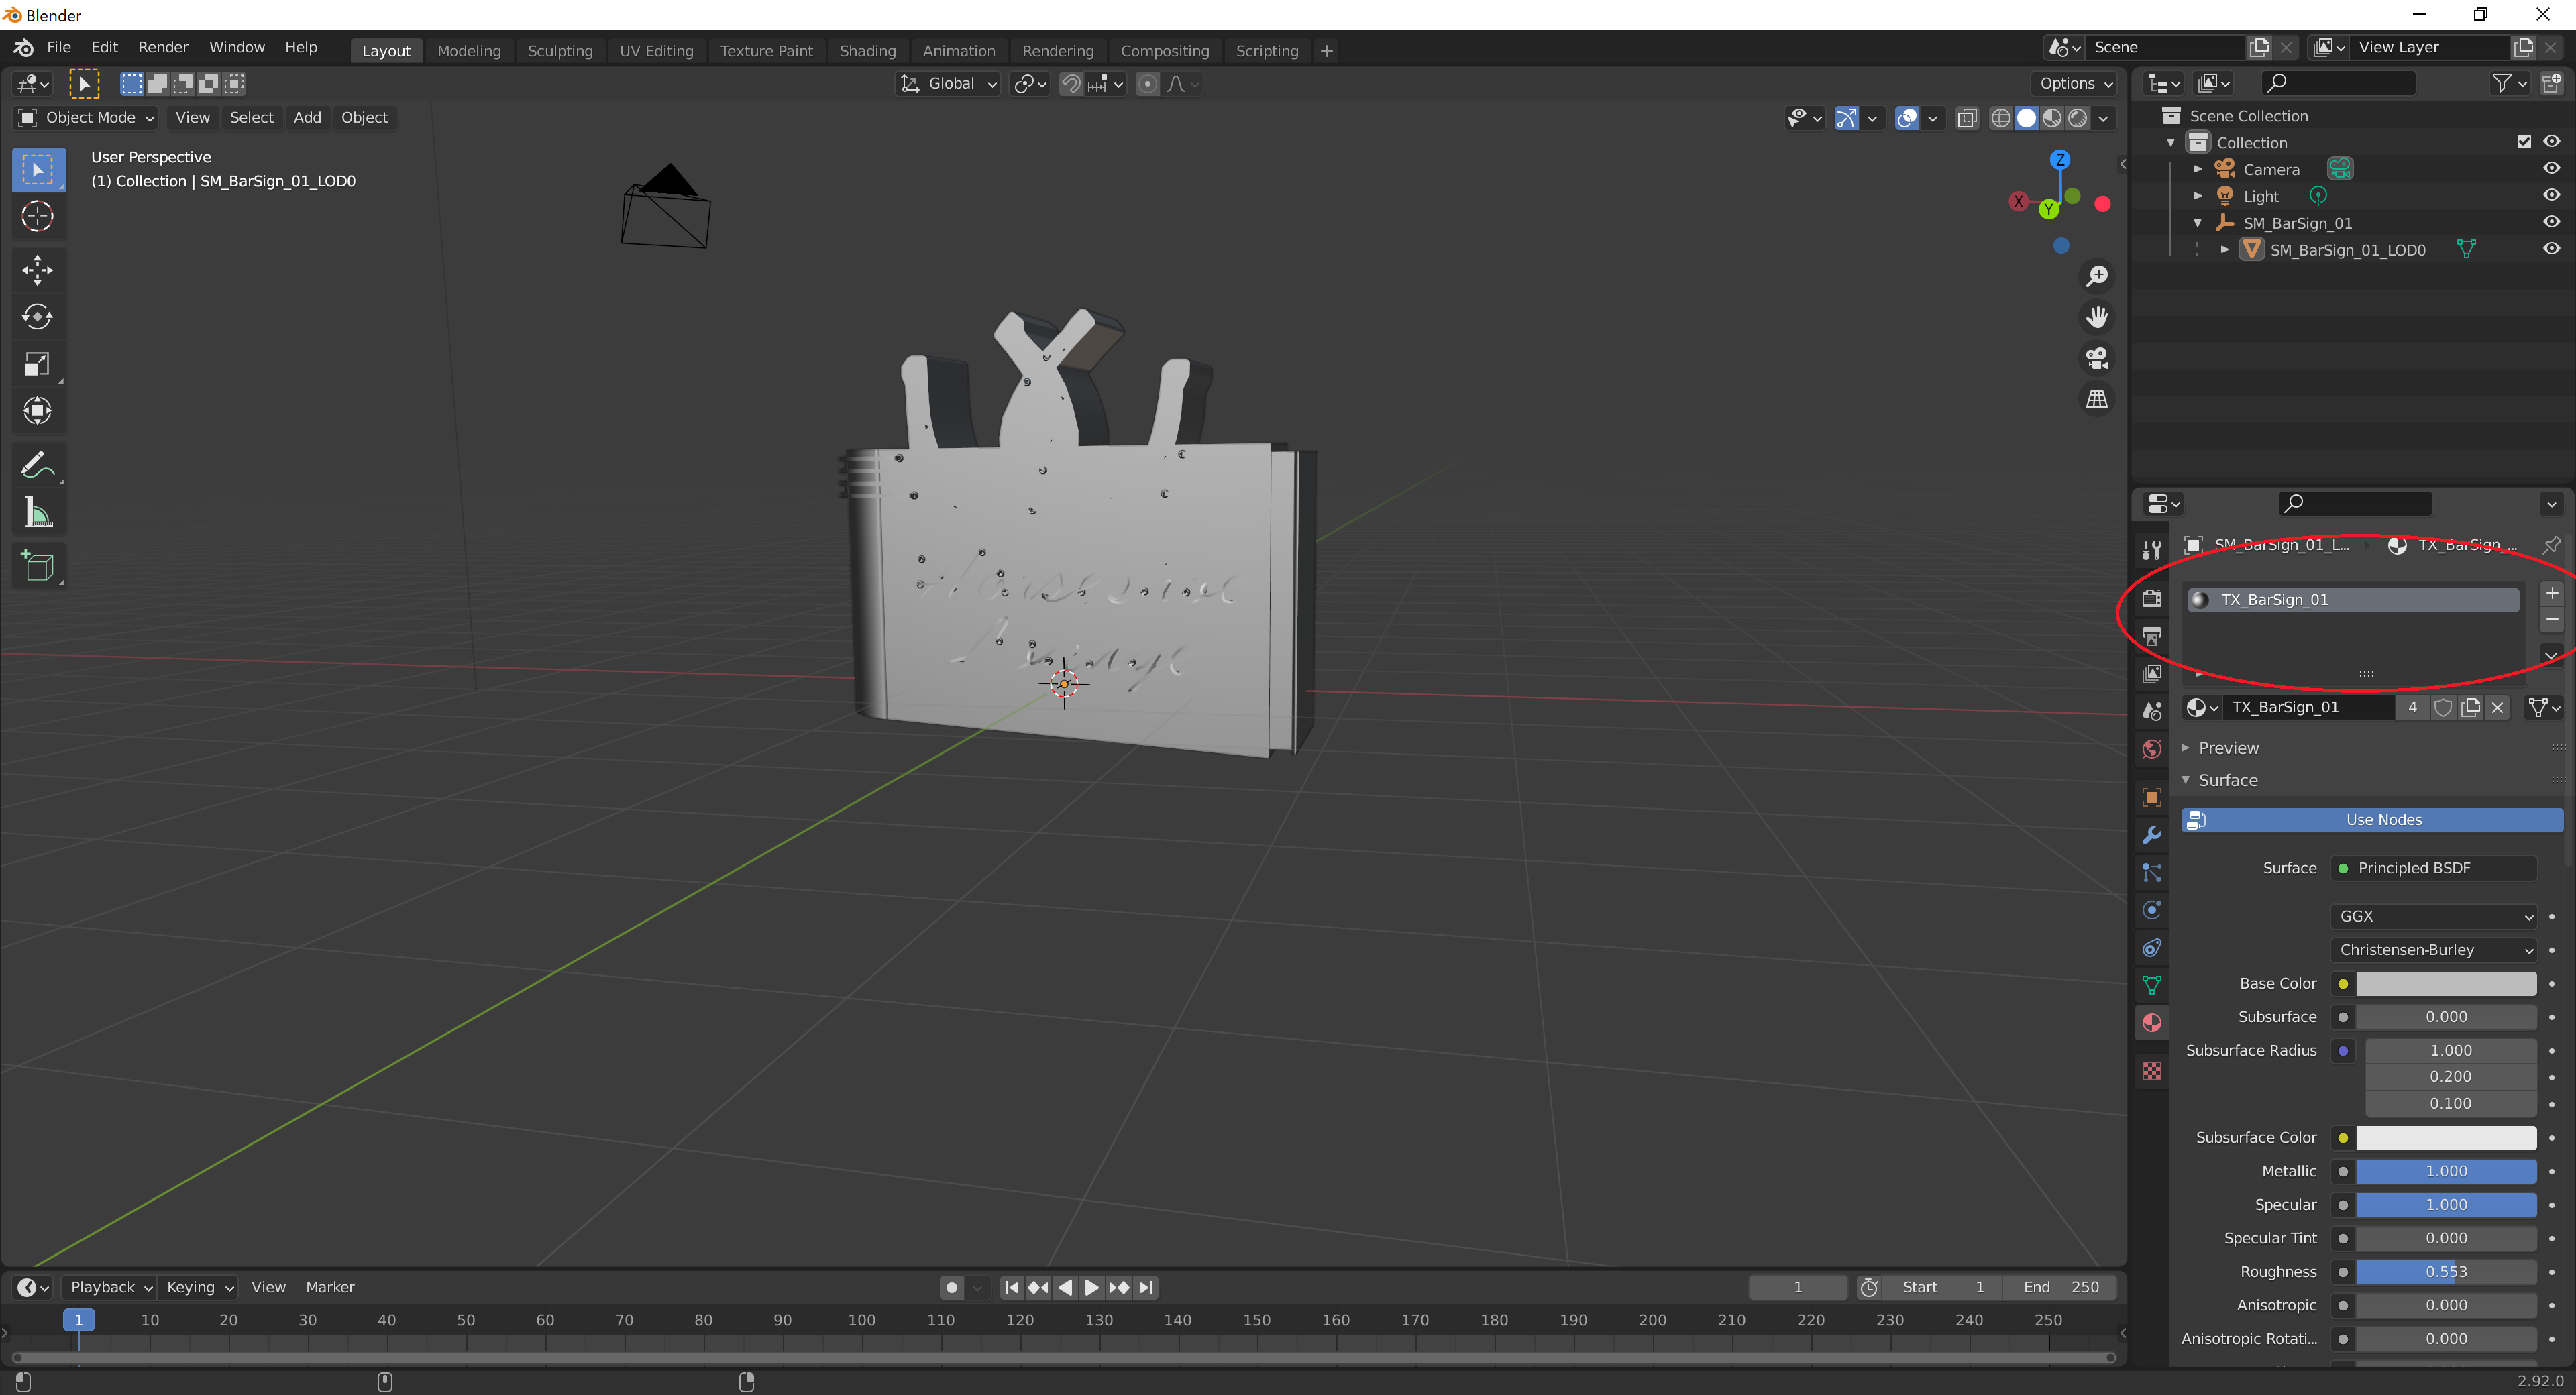 Blender
File Edit Render Window Help Layout Modeling Sculpting UV Editing Texture Paint Shading Animation Rendering Compositing Scripting + Scene View Layer
Global Options
Object Mode View Select Add Object
User Perspective
(1) Collection | SM_BarSign_01_LOD0
Z
X
Y
Scene Collection
Collection
Camera
Light
SM_BarSign_01
SM_BarSign_01_LOD0
SM_BarSign_01_L... TX_BarSign_...
TX_BarSign_01
TX_BarSign_01 4
Preview
Surface
Use Nodes
Surface Principled BSDF
GGX
Christensen-Burley
Base Color
Subsurface 0.000
Subsurface Radius 1.000
0.200
0.100
Subsurface Color
Metallic 1.000
Specular 1.000
Specular Tint 0.000
Roughness 0.553
Anisotropic 0.000
Anisotropic Rotati... 0.000
Playback Keying View Marker 1 Start 1 End 250
1 10 20 30 40 50 60 70 80 90 100 110 120 130 140 150 160 170 180 190 200 210 220 230 240 250
2.92.0